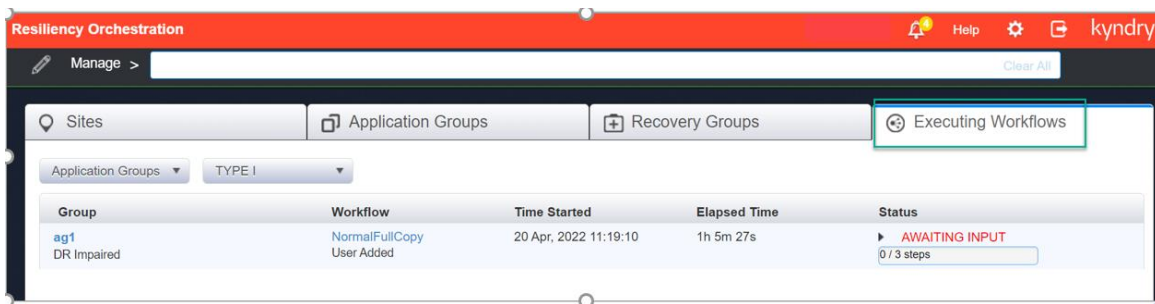 Resiliency Orchestration 4 Help kyndry
Manage > Clear All
Sites Application Groups Recovery Groups Executing Workflows
Application Groups TYPE I
Group Workflow Time Started Elapsed Time Status
ag1 NormalFullCopy 20 Apr, 2022 11:19:10 1h 5m 27s AWAITING INPUT
DR Impaired User Added 0 / 3 steps